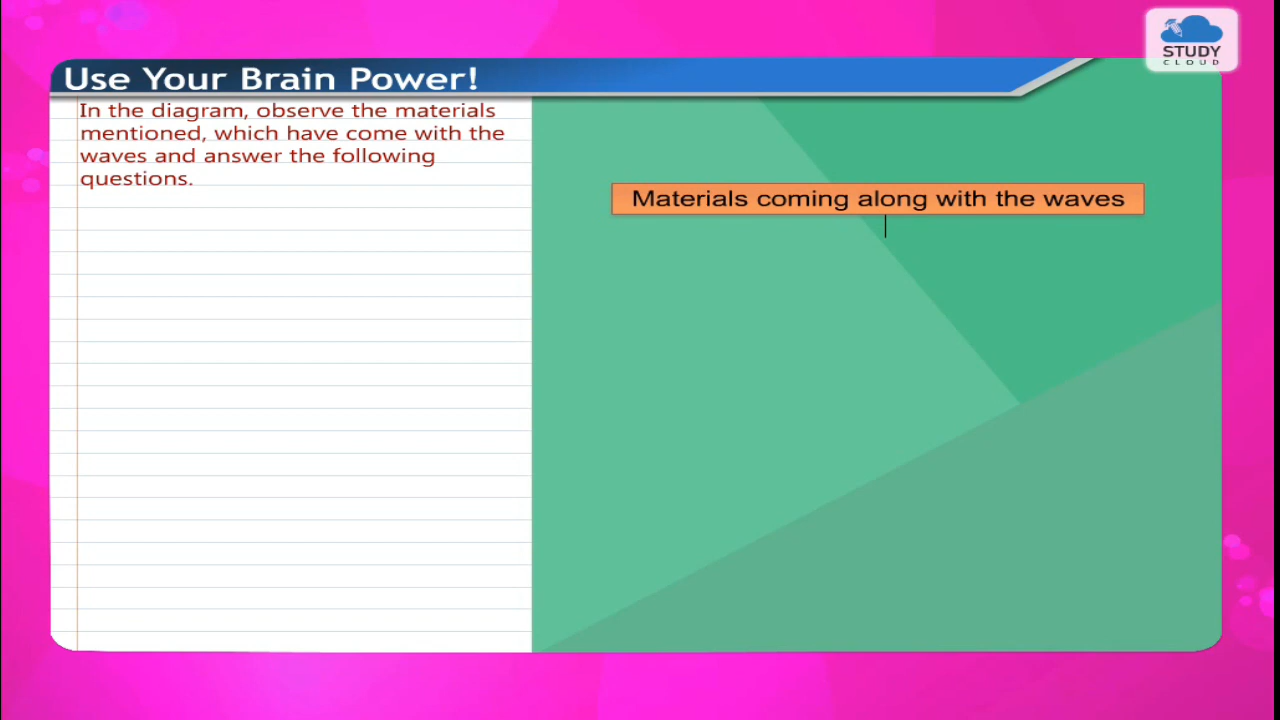 STUDY
CLOUD
Use Your Brain Power!
In the diagram, observe the materials
mentioned, which have come with the
waves and answer the following
questions.
Materials coming along with the waves